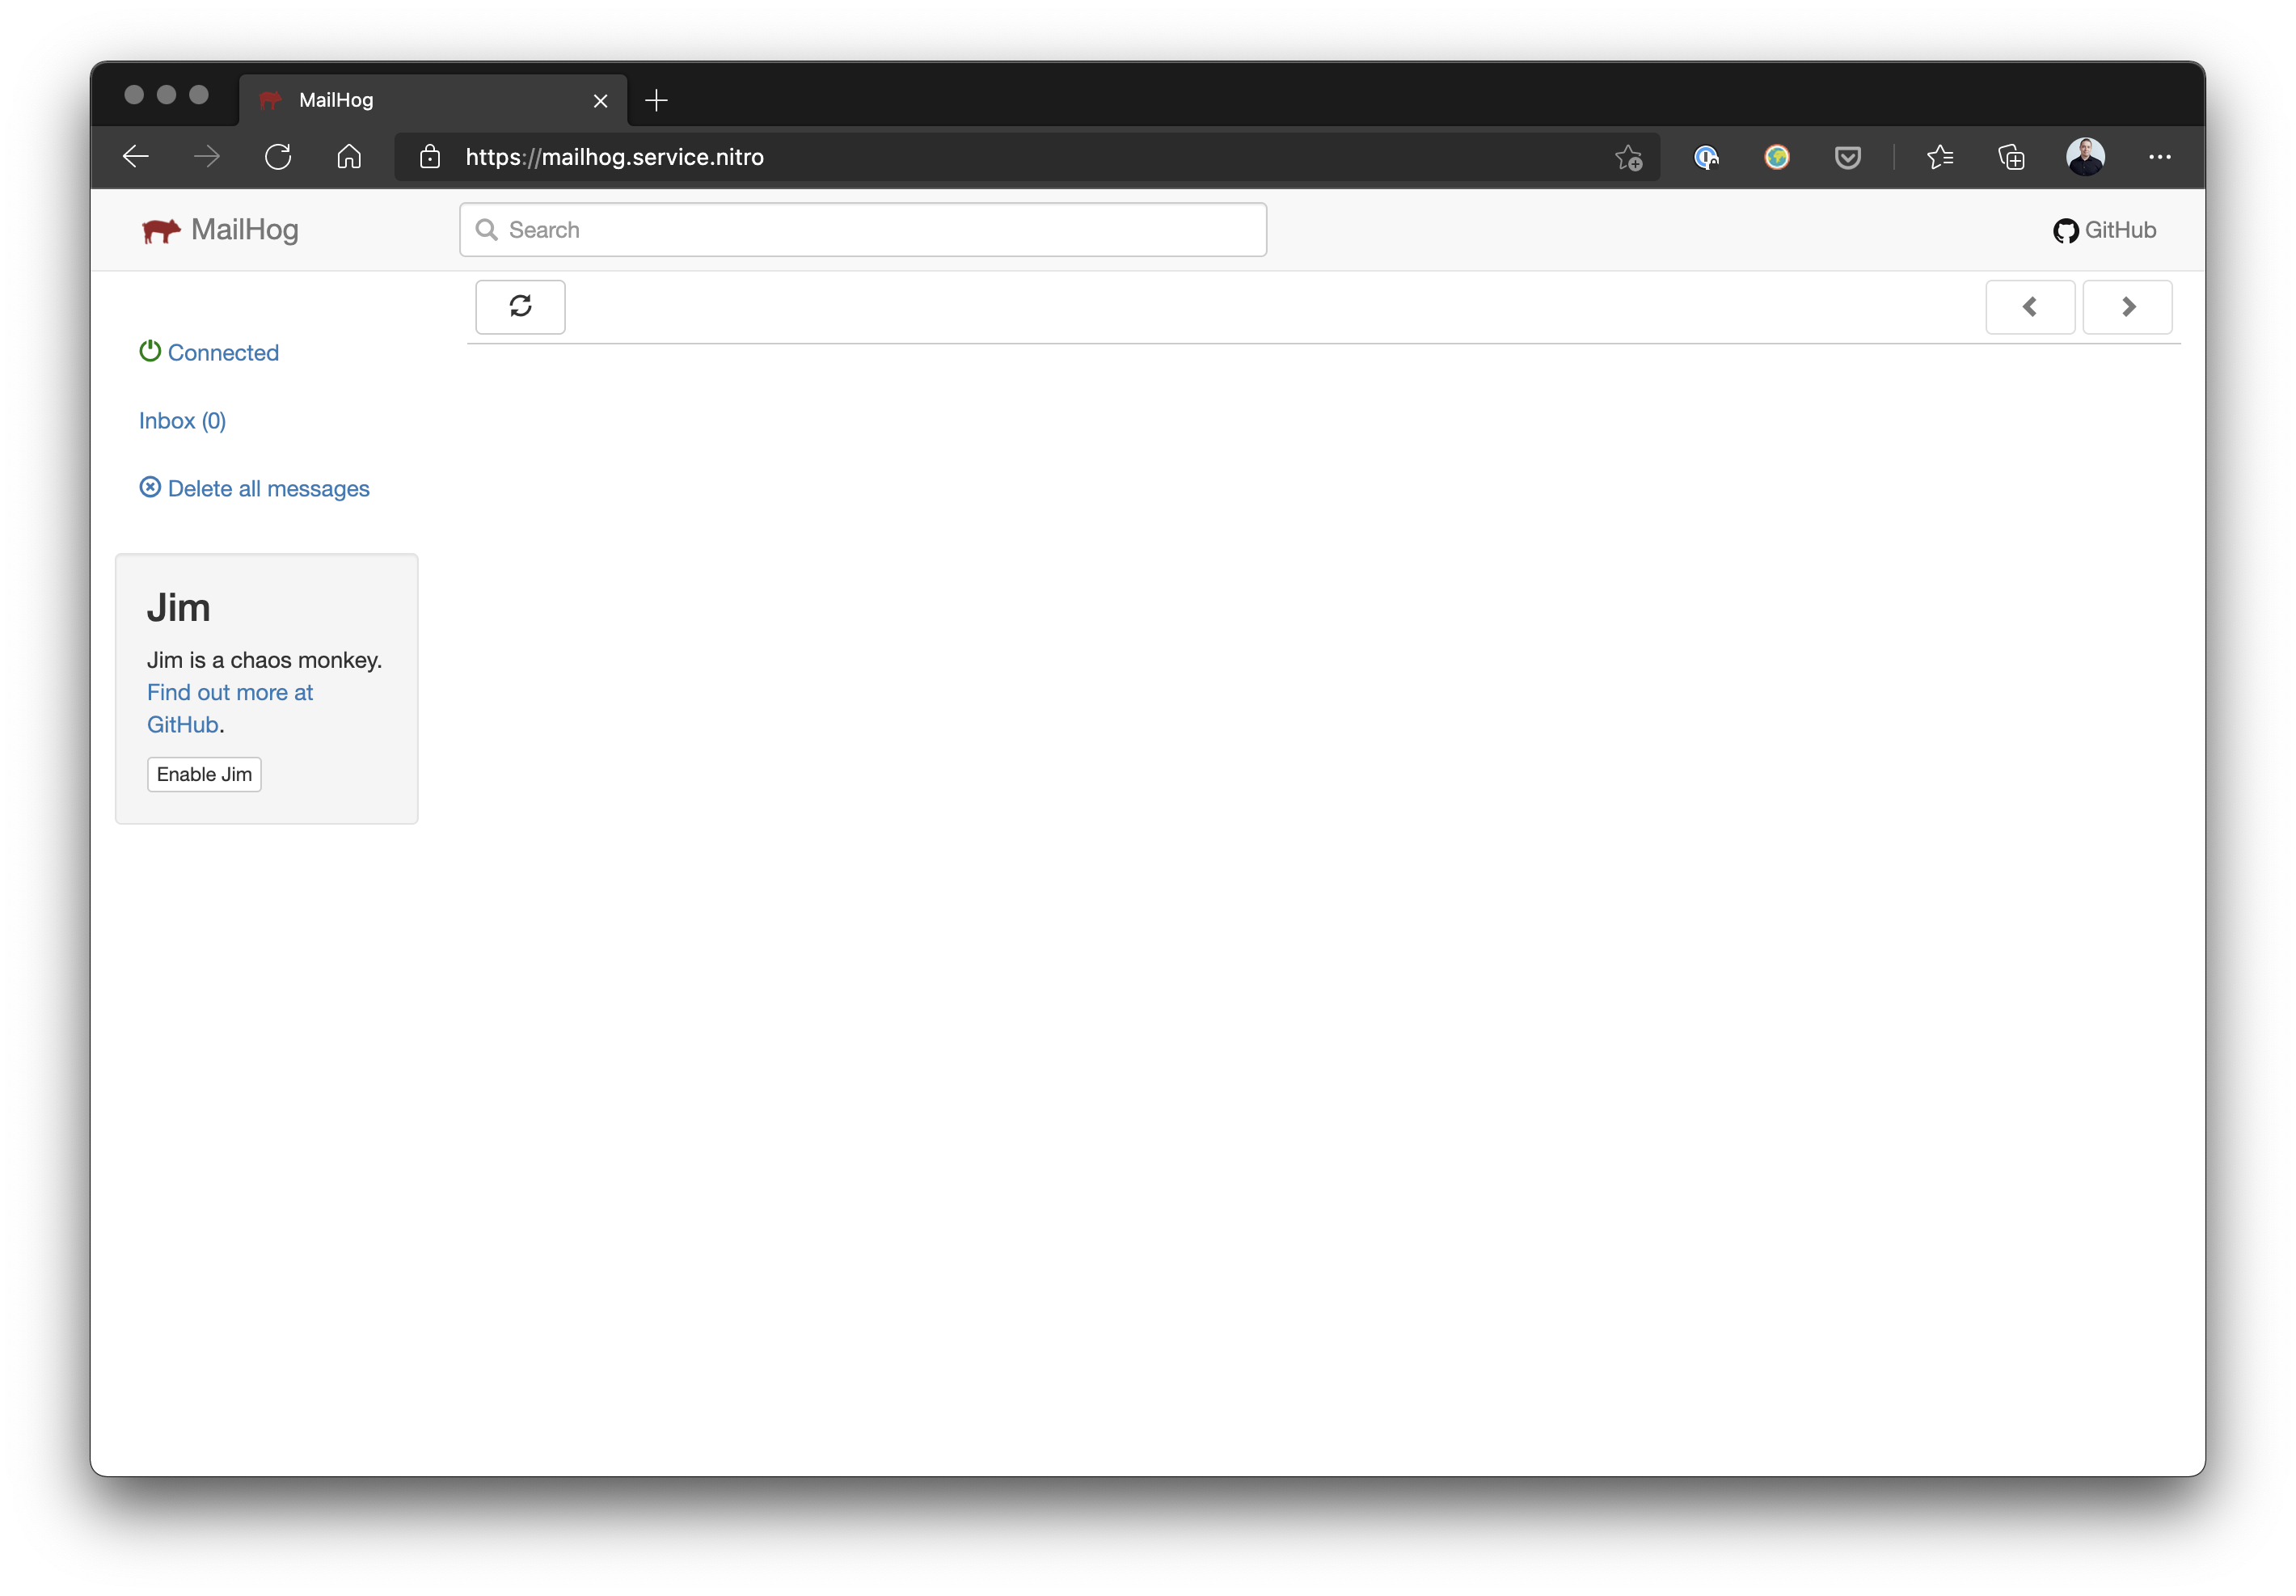 MailHog
https://mailhog.service.nitro
MailHog
Search
GitHub
Connected
Inbox (0)
Delete all messages
Jim
Jim is a chaos monkey.
Find out more at
GitHub.
Enable Jim